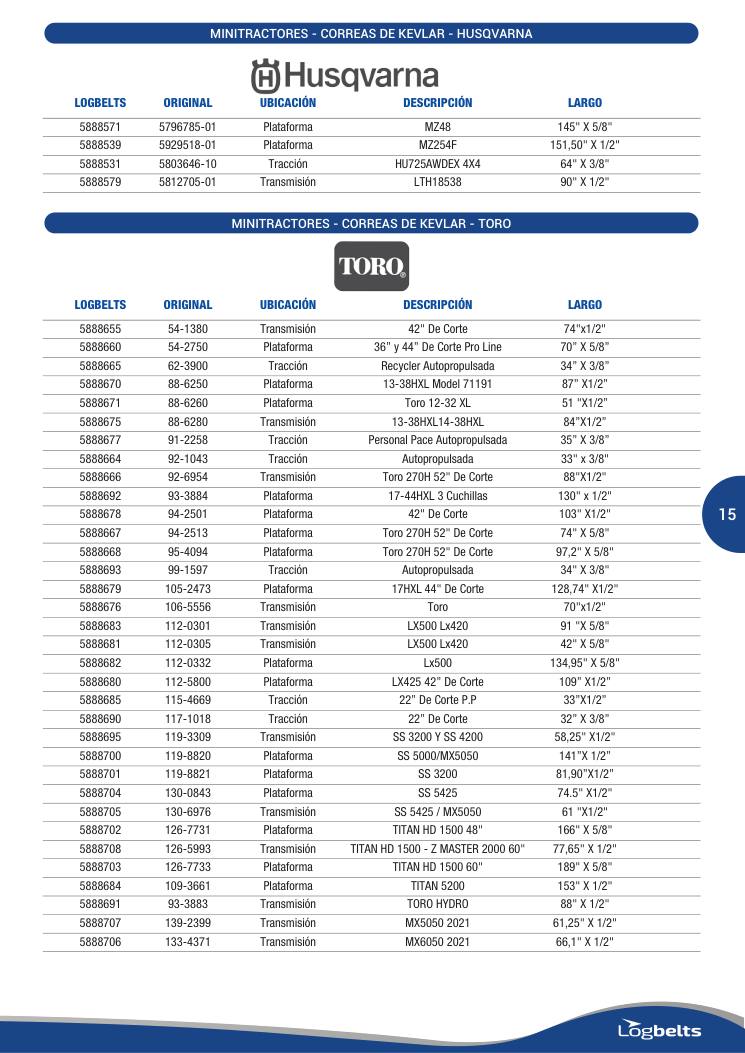 MINITRACTORES - CORREAS DE KEVLAR - HUSQVARNA
Husqvarna
LOGBELTS ORIGINAL UBICACIÓN DESCRIPCIÓN LARGO
5888571 5796785-01 Plataforma MZ48 145" X 5/8"
5888539 5929518-01 Plataforma MZ254F 151,50" X 1/2"
5888531 5803646-10 Tracción HU725AWDEX 4X4 64" X 3/8"
5888579 5812705-01 Transmisión LTH18538 90" X 1/2"
MINITRACTORES - CORREAS DE KEVLAR - TORO
TORO®
LOGBELTS ORIGINAL UBICACIÓN DESCRIPCIÓN LARGO
5888655 54-1380 Transmisión 42" De Corte 74"x1/2"
5888660 54-2750 Plataforma 36” y 44” De Corte Pro Line 70” X 5/8”
5888665 62-3900 Tracción Recycler Autopropulsada 34” X 3/8”
5888670 88-6250 Plataforma 13-38HXL Model 71191 87” X1/2”
5888671 88-6260 Plataforma Toro 12-32 XL 51 "X1/2"
5888675 88-6280 Transmisión 13-38HXL14-38HXL 84”X1/2”
5888677 91-2258 Tracción Personal Pace Autopropulsada 35” X 3/8”
5888664 92-1043 Tracción Autopropulsada 33" x 3/8"
5888666 92-6954 Transmisión Toro 270H 52" De Corte 88"X1/2"
5888692 93-3884 Plataforma 17-44HXL 3 Cuchillas 130" x 1/2"
5888678 94-2501 Plataforma 42" De Corte 103" X1/2"
5888667 94-2513 Plataforma Toro 270H 52" De Corte 74" X 5/8"
5888668 95-4094 Plataforma Toro 270H 52" De Corte 97,2" X 5/8"
5888693 99-1597 Tracción Autopropulsada 34" X 3/8"
5888679 105-2473 Plataforma 17HXL 44" De Corte 128,74" X1/2"
5888676 106-5556 Transmisión Toro 70"x1/2"
5888683 112-0301 Transmisión LX500 Lx420 91 "X 5/8"
5888681 112-0305 Transmisión LX500 Lx420 42" X 5/8"
5888682 112-0332 Plataforma Lx500 134,95" X 5/8"
5888680 112-5800 Plataforma LX425 42” De Corte 109” X1/2”
5888685 115-4669 Tracción 22” De Corte P.P 33”X1/2”
5888690 117-1018 Tracción 22” De Corte 32” X 3/8”
5888695 119-3309 Transmisión SS 3200 Y SS 4200 58,25" X1/2"
5888700 119-8820 Plataforma SS 5000/MX5050 141”X 1/2”
5888701 119-8821 Plataforma SS 3200 81,90”X1/2”
5888704 130-0843 Plataforma SS 5425 74.5" X1/2"
5888705 130-6976 Transmisión SS 5425 / MX5050 61 "X1/2"
5888702 126-7731 Plataforma TITAN HD 1500 48" 166" X 5/8"
5888708 126-5993 Transmisión TITAN HD 1500 - Z MASTER 2000 60" 77,65" X 1/2"
5888703 126-7733 Plataforma TITAN HD 1500 60" 189" X 5/8"
5888684 109-3661 Plataforma TITAN 5200 153" X 1/2"
5888691 93-3883 Transmisión TORO HYDRO 88" X 1/2"
5888707 139-2399 Transmisión MX5050 2021 61,25" X 1/2"
5888706 133-4371 Transmisión MX6050 2021 66,1" X 1/2"
15
Logbelts